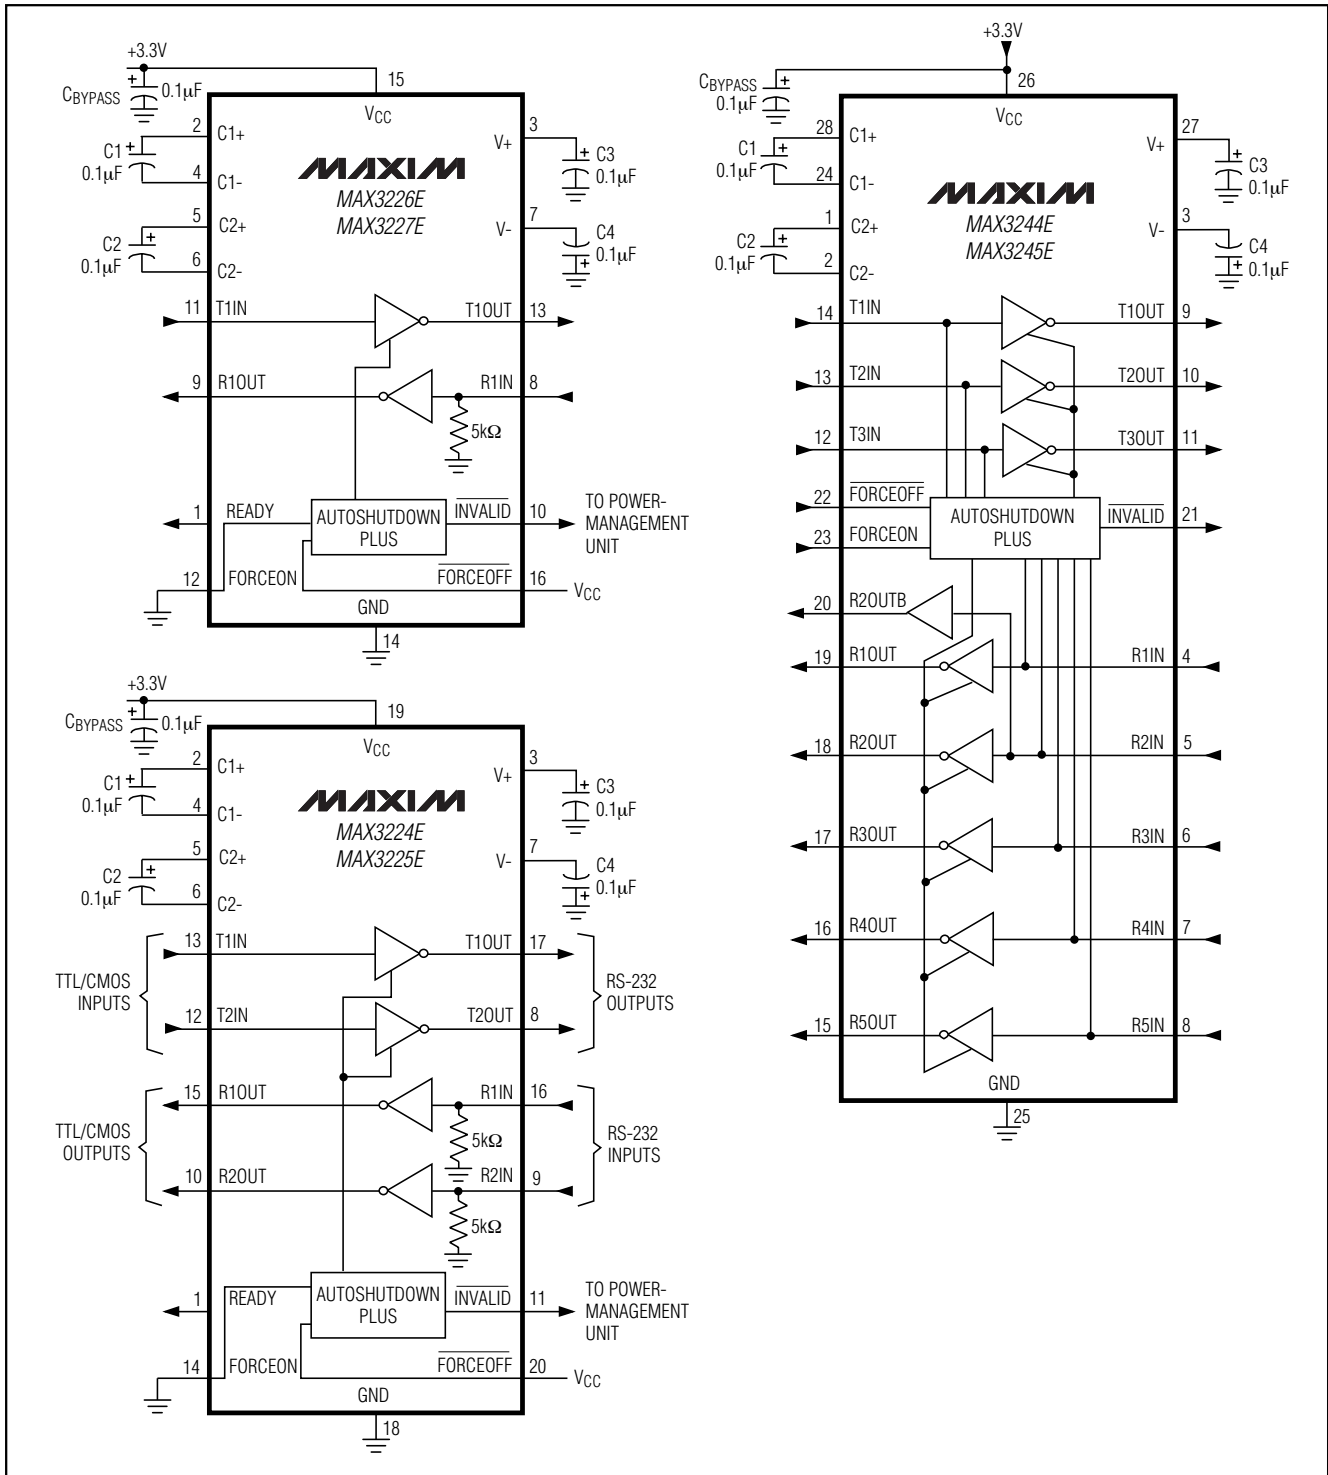 +3.3V
CBYPASS
+
0.1µF
15
VCC
2
C1+
C1
+
0.1µF
4
C1-
5
C2+
C2
+
0.1µF
6
C2-
MAXIM
MAX3226E
MAX3227E
3
V+
+
C3
0.1µF
7
V-
C4
0.1µF
+
11
T1IN
T1OUT
13
9
R1OUT
R1IN
8
5kΩ
1
READY
AUTOSHUTDOWN
PLUS
INVALID
10
TO POWER-
MANAGEMENT
UNIT
12
FORCEON
FORCEOFF
16
VCC
GND
14
+3.3V
CBYPASS
+
0.1µF
19
VCC
2
C1+
C1
+
0.1µF
4
C1-
5
C2+
C2
+
0.1µF
6
C2-
MAXIM
MAX3224E
MAX3225E
3
V+
+
C3
0.1µF
7
V-
C4
0.1µF
+
TTL/CMOS
INPUTS
13
T1IN
T1OUT
17
12
T2IN
T2OUT
8
RS-232
OUTPUTS
TTL/CMOS
OUTPUTS
15
R1OUT
R1IN
16
5kΩ
10
R2OUT
R2IN
9
5kΩ
RS-232
INPUTS
1
READY
AUTOSHUTDOWN
PLUS
INVALID
11
TO POWER-
MANAGEMENT
UNIT
14
FORCEON
FORCEOFF
20
VCC
GND
18
+3.3V
CBYPASS
+
0.1µF
26
VCC
28
C1+
C1
+
0.1µF
24
C1-
1
C2+
C2
+
0.1µF
2
C2-
MAXIM
MAX3244E
MAX3245E
27
V+
+
C3
0.1µF
3
V-
C4
0.1µF
+
14
T1IN
T1OUT
9
13
T2IN
T2OUT
10
12
T3IN
T3OUT
11
22
FORCEOFF
23
FORCEON
AUTOSHUTDOWN
PLUS
INVALID
21
20
R2OUTB
19
R1OUT
R1IN
4
18
R2OUT
R2IN
5
17
R3OUT
R3IN
6
16
R4OUT
R4IN
7
15
R5OUT
R5IN
8
GND
25